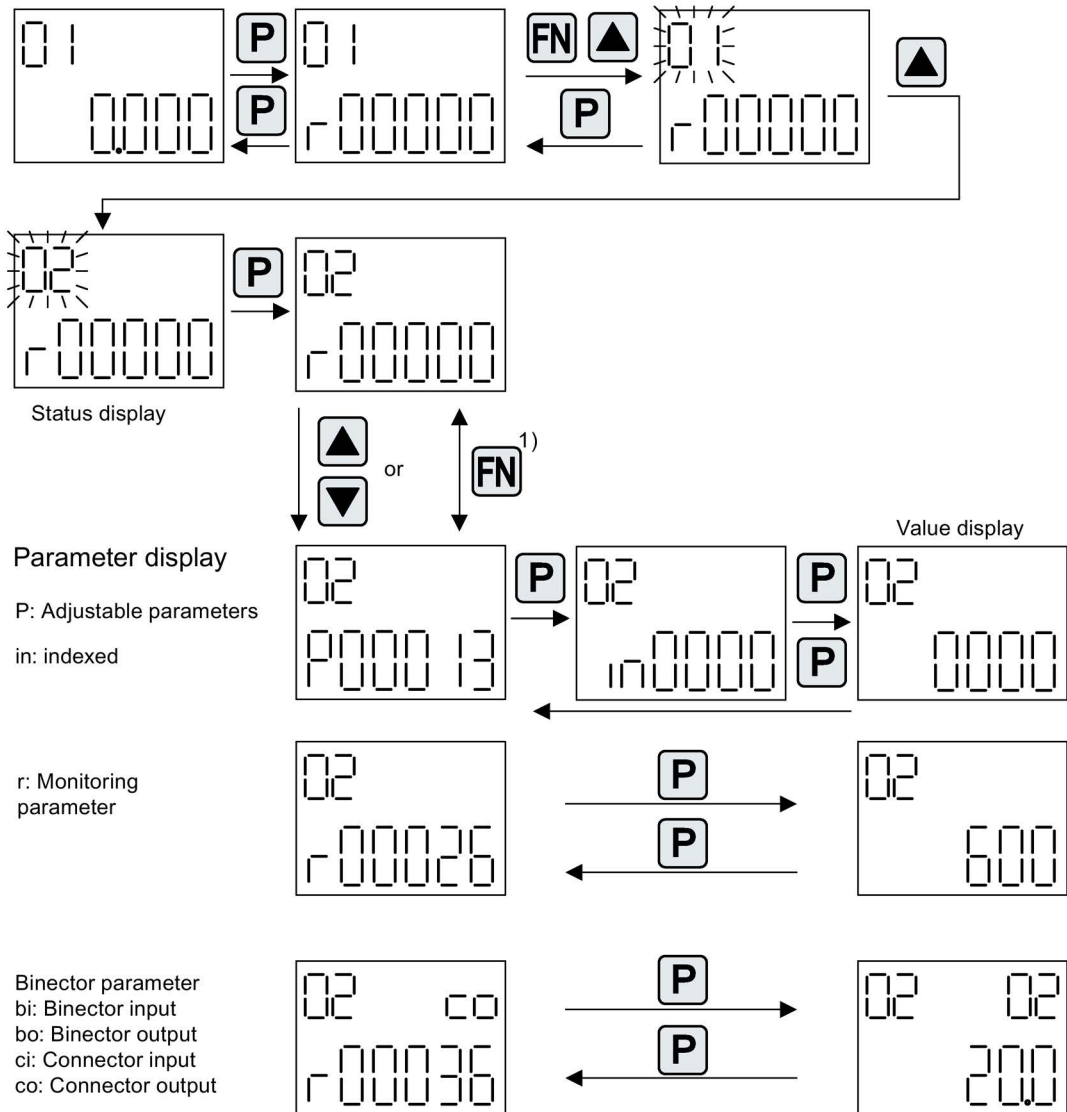 01 P 01 FN ▲ 01 ▲
0.000 P r00000 P r00000
02 P 02
r00000 r00000
Status display
▲ or FN 1)
▼
Value display
Parameter display
P: Adjustable parameters
in: indexed
02 P 02 P 02
P00013 in0000 P 0000
r: Monitoring
parameter
02 P 02
r00026 P 600
Binector parameter
bi: Binector input
bo: Binector output
ci: Connector input
co: Connector output
02 co P 02 02
r00036 P 20.0